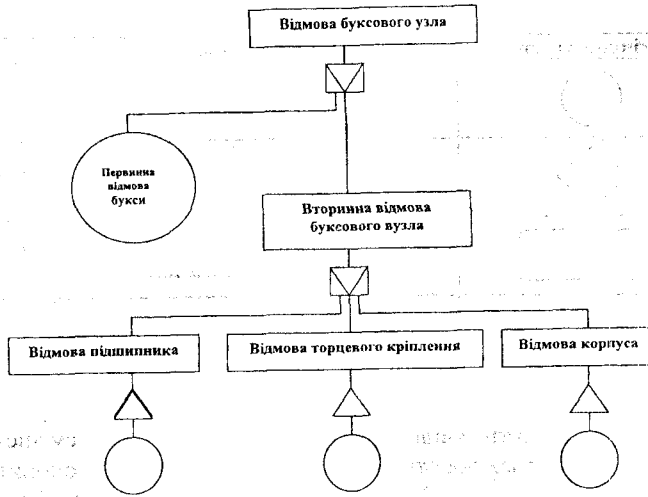 Відмова буксового узла
Первинна
відмова
букси
Вторинна відмова
буксового вузла
Відмова підшипника
Відмова торцевого кріплення
Відмова корпуса